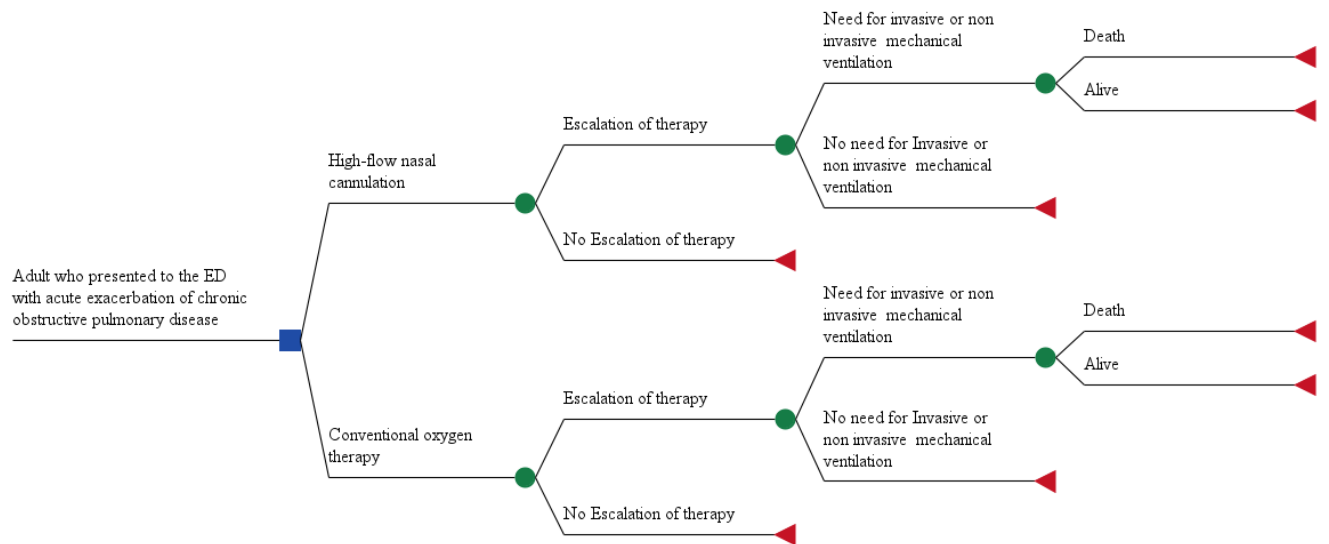 Need for invasive or non
invasive  mechanical
ventilation
Death
Alive
Escalation of therapy
No need for Invasive or
non invasive  mechanical
ventilation
High-flow nasal
cannulation
No Escalation of therapy
Adult who presented to the ED
with acute exacerbation of chronic
obstructive pulmonary disease
Need for invasive or non
invasive  mechanical
ventilation
Death
Alive
Escalation of therapy
No need for Invasive or
non invasive  mechanical
ventilation
Conventional oxygen
therapy
No Escalation of therapy